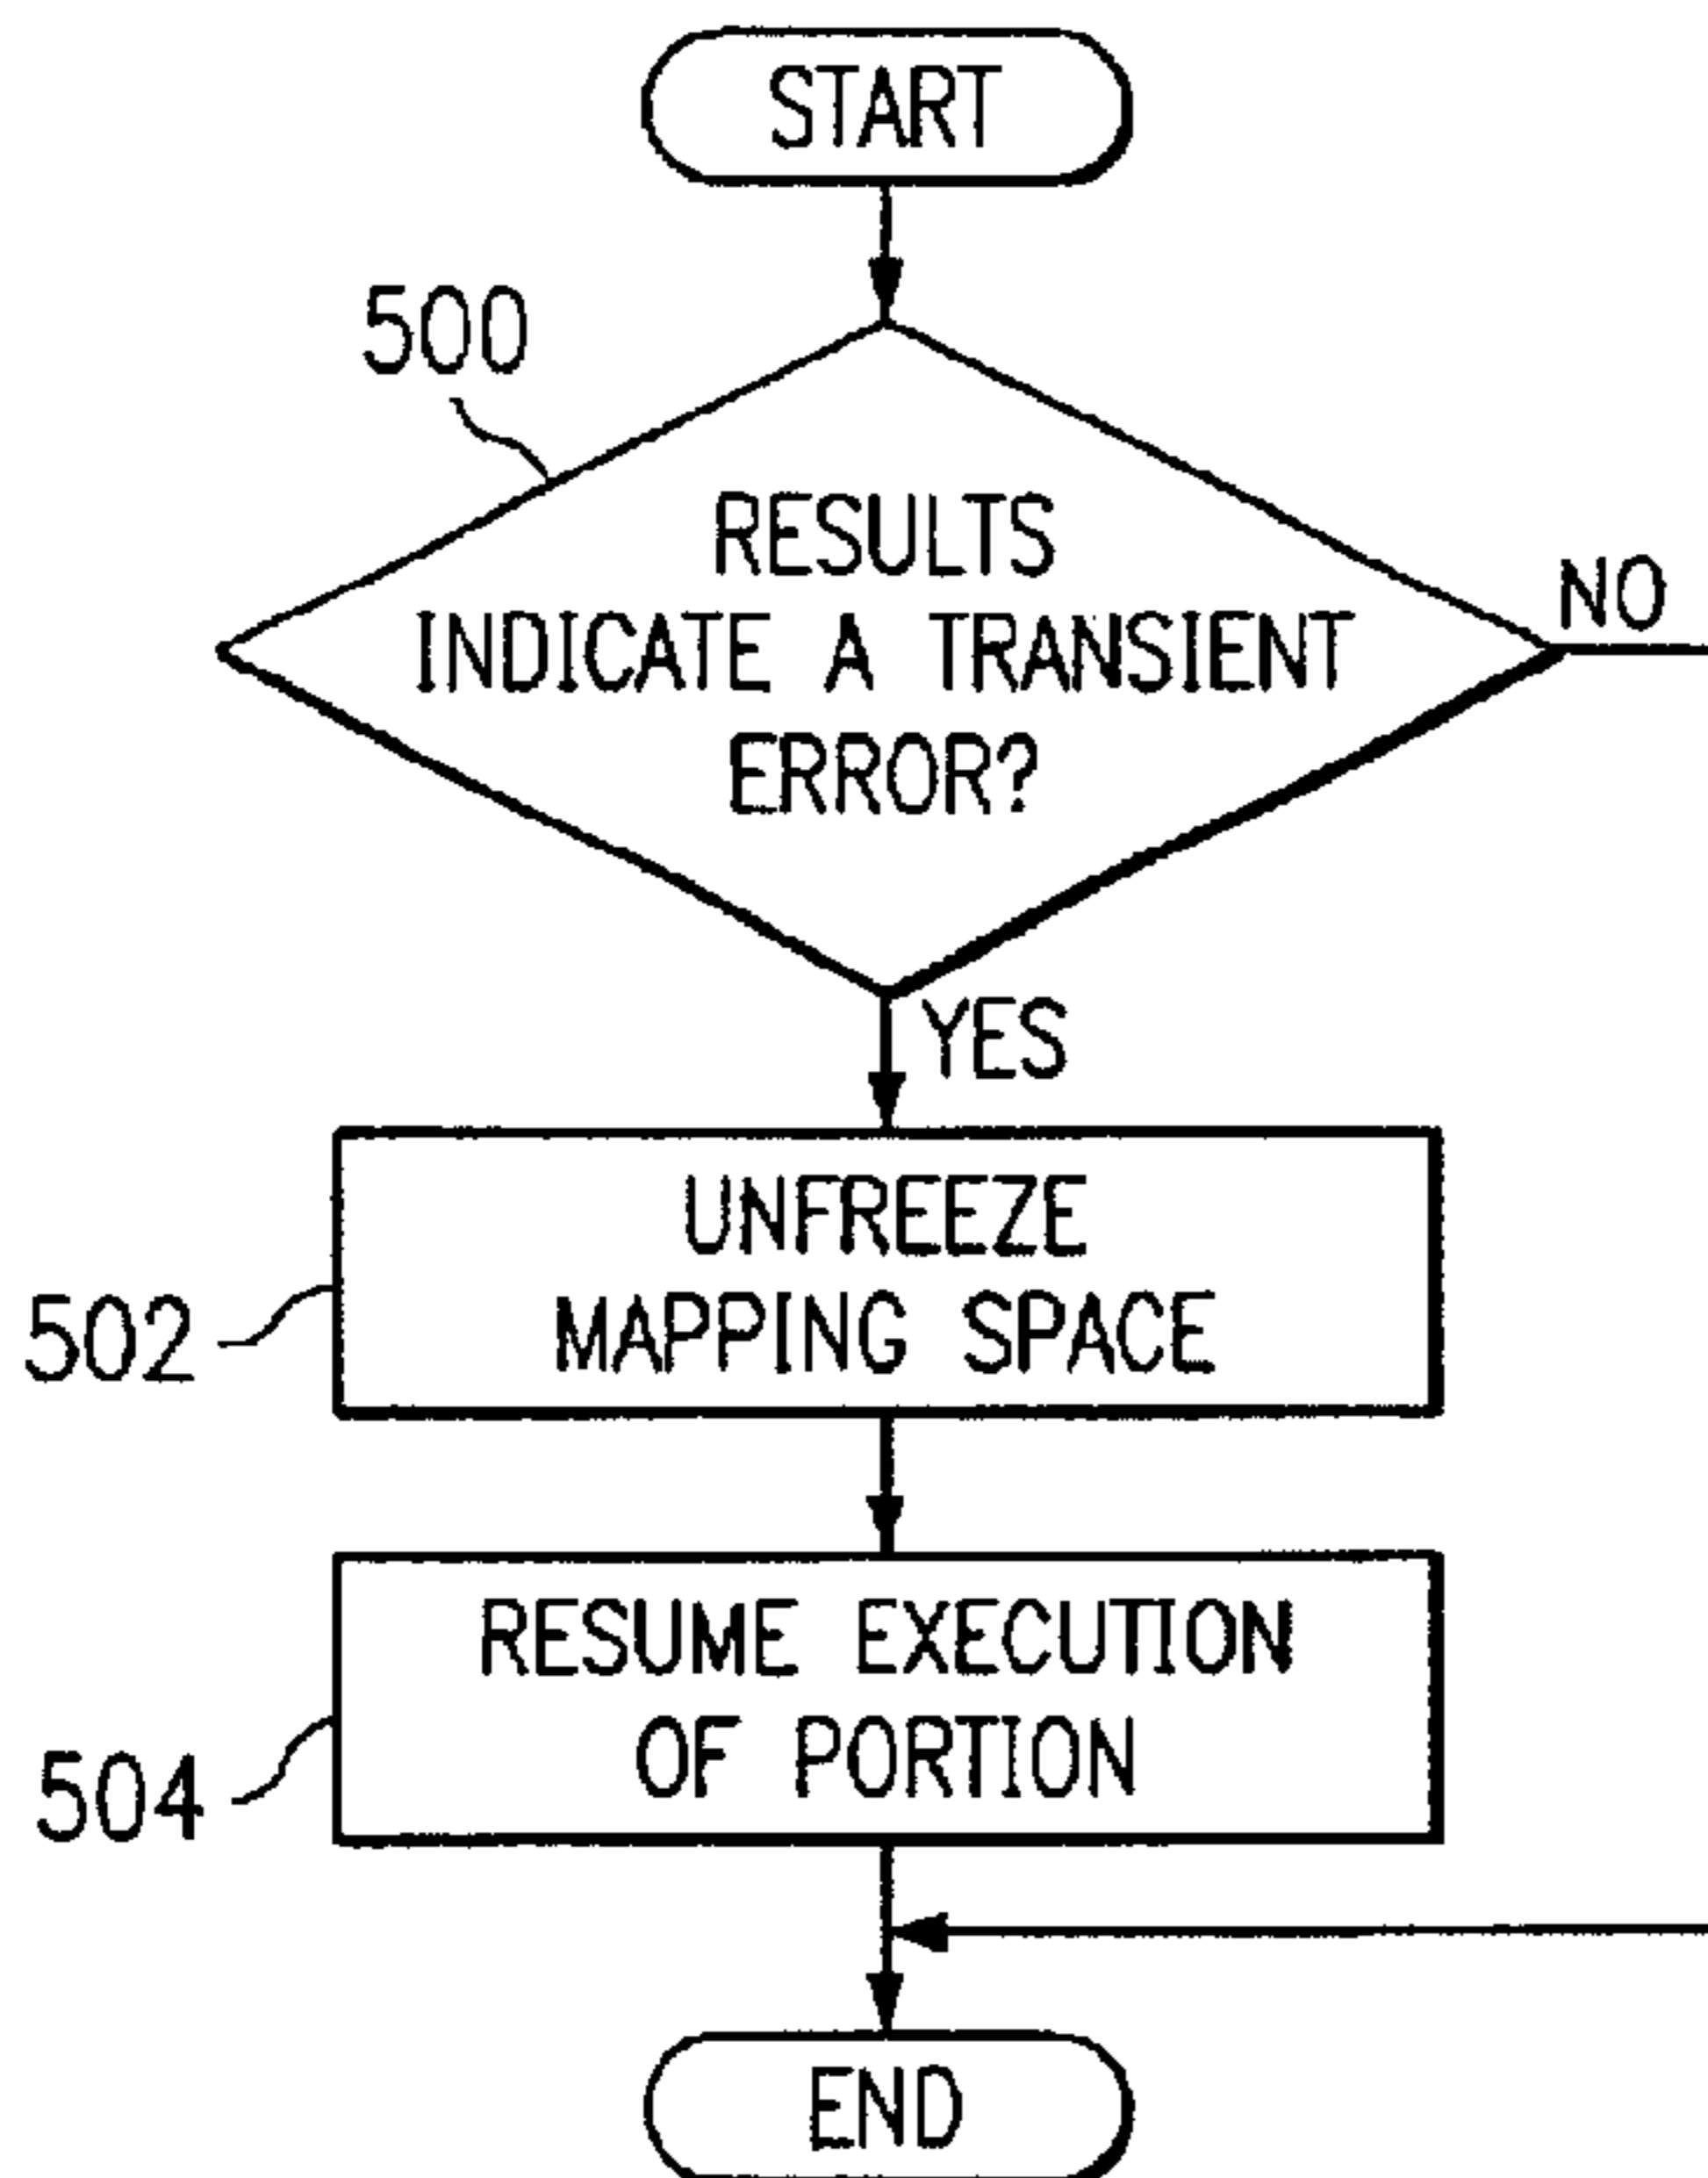 START
500
RESULTS
INDICATE A TRANSIENT
ERROR?
NO
YES
UNFREEZE
MAPPING SPACE
502
RESUME EXECUTION
OF PORTION
504
END